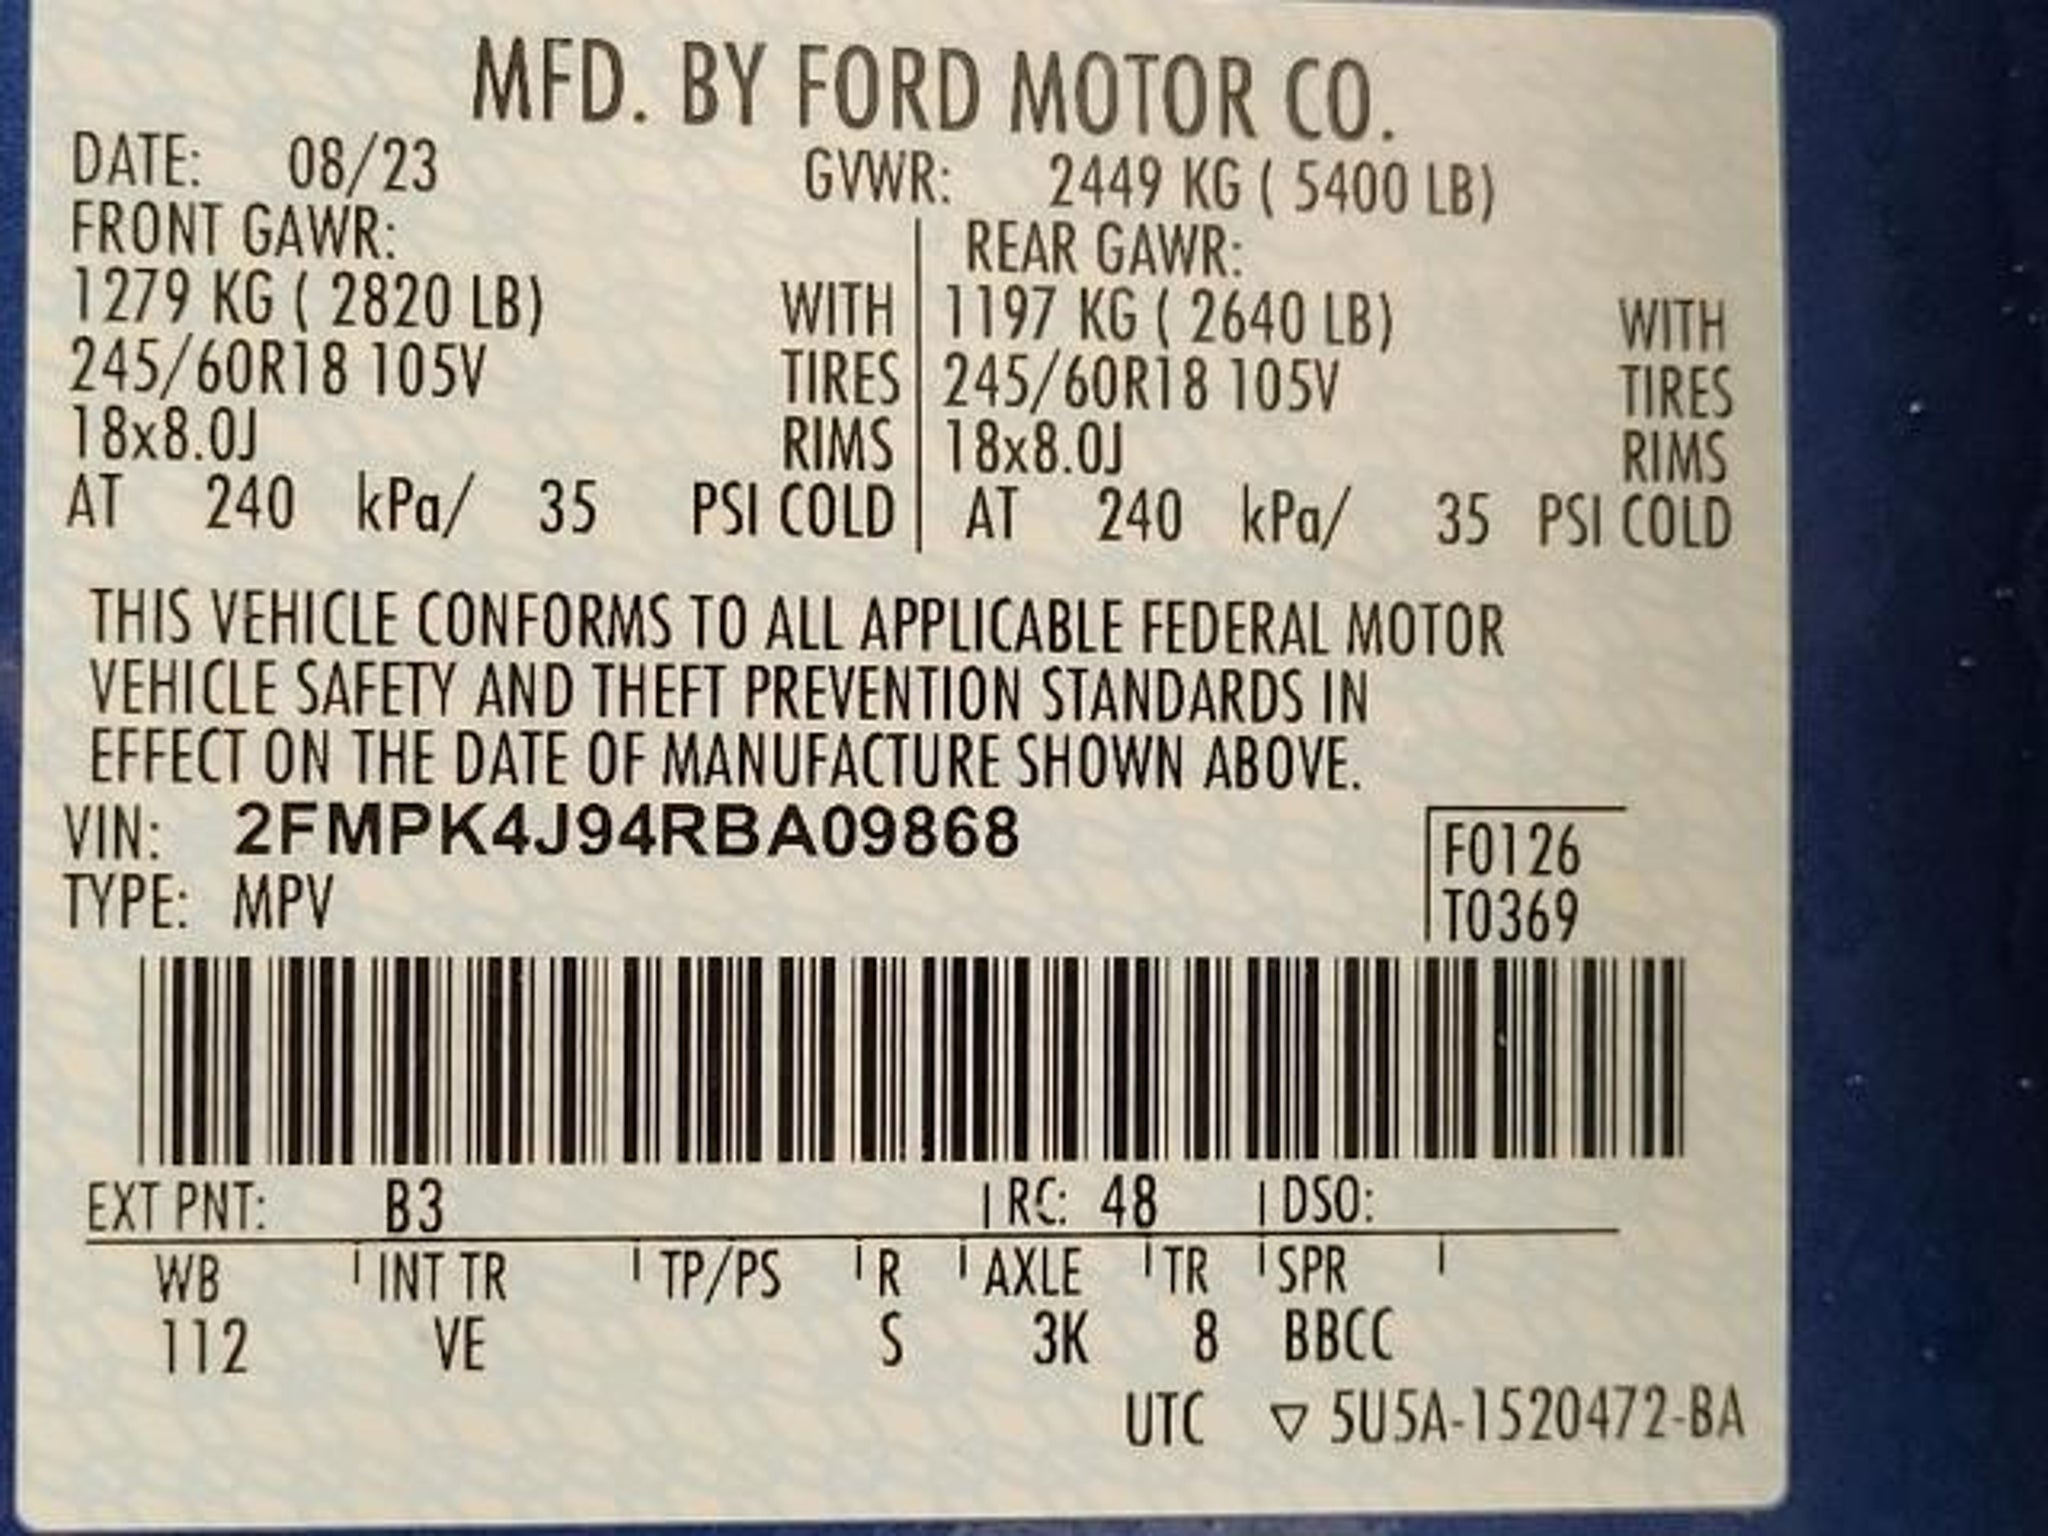 MFD. BY FORD MOTOR CO.
DATE: 08/23 GVWR: 2449 KG ( 5400 LB)
FRONT GAWR: REAR GAWR:
1279 KG ( 2820 LB) WITH 1197 KG ( 2640 LB) WITH
245/60R18 105V TIRES 245/60R18 105V TIRES
18x8.0J RIMS 18x8.0J RIMS
AT 240 kPa/ 35 PSI COLD AT 240 kPa/ 35 PSI COLD
THIS VEHICLE CONFORMS TO ALL APPLICABLE FEDERAL MOTOR
VEHICLE SAFETY AND THEFT PREVENTION STANDARDS IN
EFFECT ON THE DATE OF MANUFACTURE SHOWN ABOVE.
VIN: 2FMPK4J94RBA09868 F0126
TYPE: MPV T0369
EXT PNT: B3 RC: 48 DSO:
WB INT TR TP/PS R AXLE TR SPR
112 VE S 3K 8 BBCC
UTC ▽ 5U5A-1520472-BA